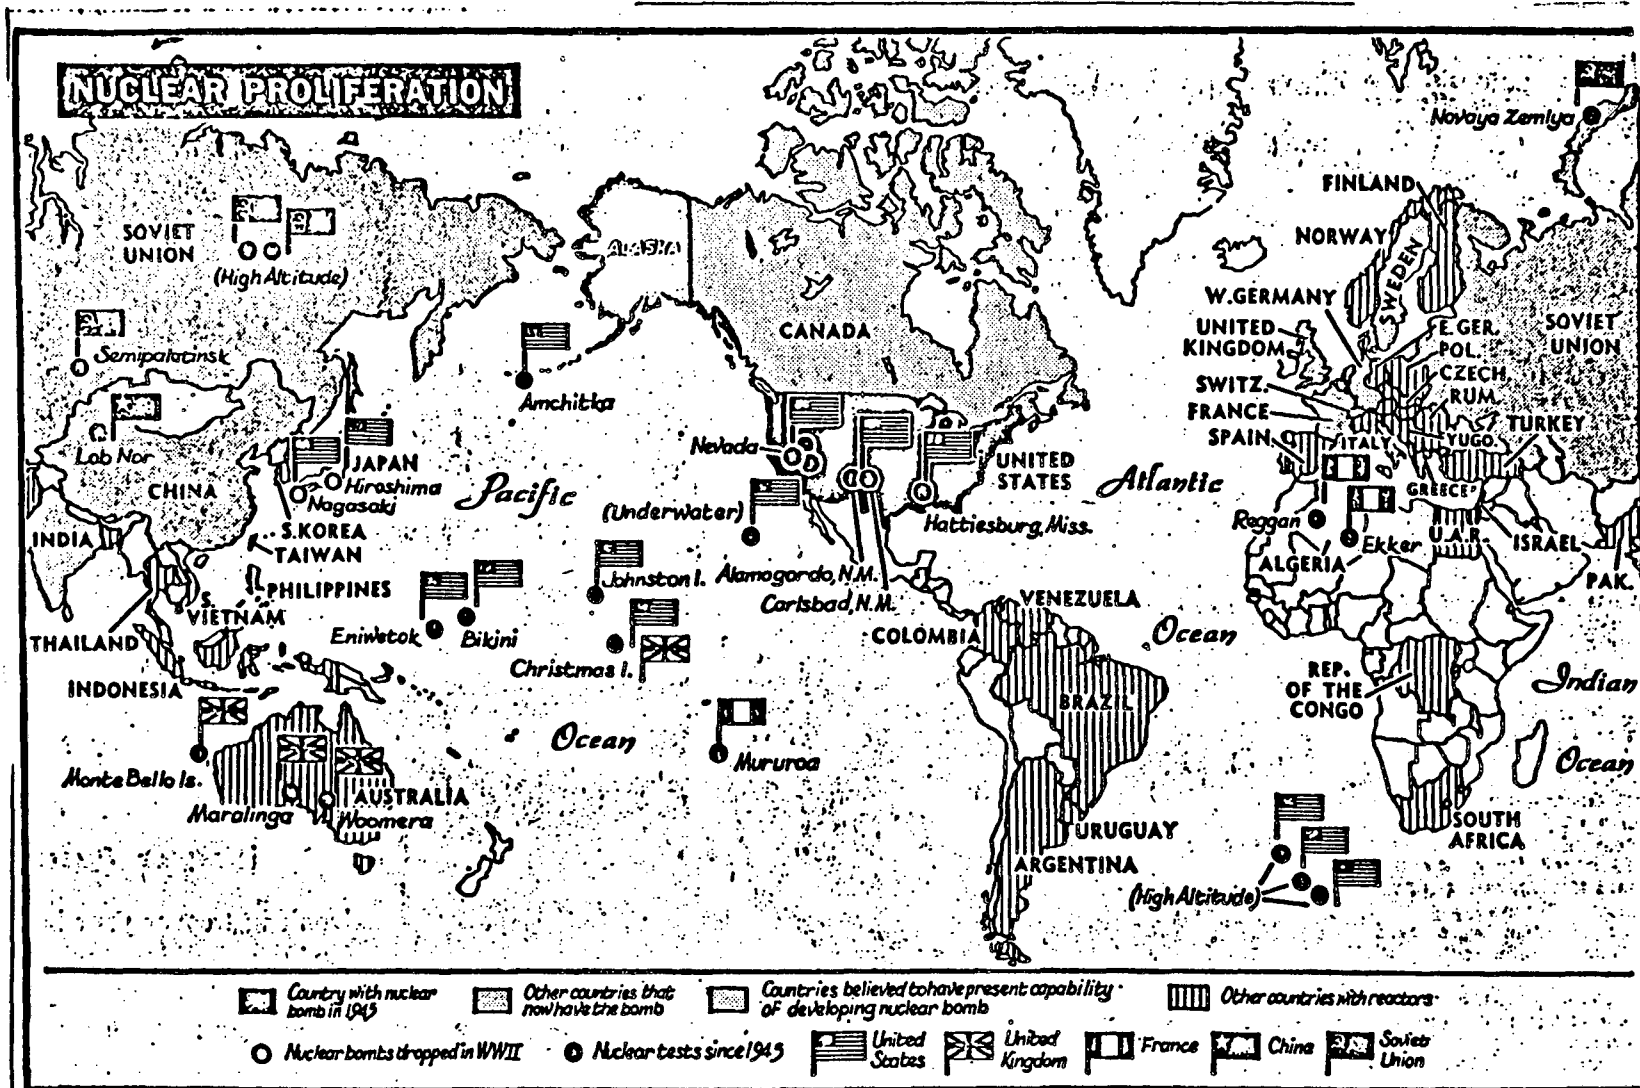 NUCLEAR PROLIFERATION
Novaya Zemlya
FINLAND
SOVIET
UNION
(High Altitude)
ALASKA
NORWAY
SWEDEN
W.GERMANY
UNITED
KINGDOM
E.GER.
POL.
CZECH.
RUM.
SOVIET
UNION
CANADA
Semipalatinsk
Amchitka
SWITZ.
FRANCE
SPAIN
ITALY
YUGO.
TURKEY
Lob Nor
Nevada
JAPAN
Hiroshima
Nagasaki
CHINA
Pacific
UNITED
STATES
Atlantic
GREECE
(Underwater)
Hattiesburg, Miss.
Reggan
Ekker
U.A.R.
ISRAEL
INDIA
S.KOREA
TAIWAN
ALGERIA
PAK.
Johnston I.
Alamogordo, N.M.
Carlsbad, N.M.
PHILIPPINES
S.
VIETNAM
THAILAND
Eniwetok
Bikini
VENEZUELA
COLOMBIA
Ocean
Christmas I.
INDONESIA
REP.
OF THE
CONGO
Indian
BRAZIL
Ocean
Mururoa
Ocean
Monte Bello Is.
Maralinga
AUSTRALIA
Woomera
URUGUAY
ARGENTINA
SOUTH
AFRICA
(High Altitude)
Country with nuclear
bomb in 1945
Other countries that
now have the bomb
Countries believed to have present capability
of developing nuclear bomb
Other countries with reactors
Nuclear bombs dropped in WWII
Nuclear tests since 1945
United
States
United
Kingdom
France
China
Soviet
Union